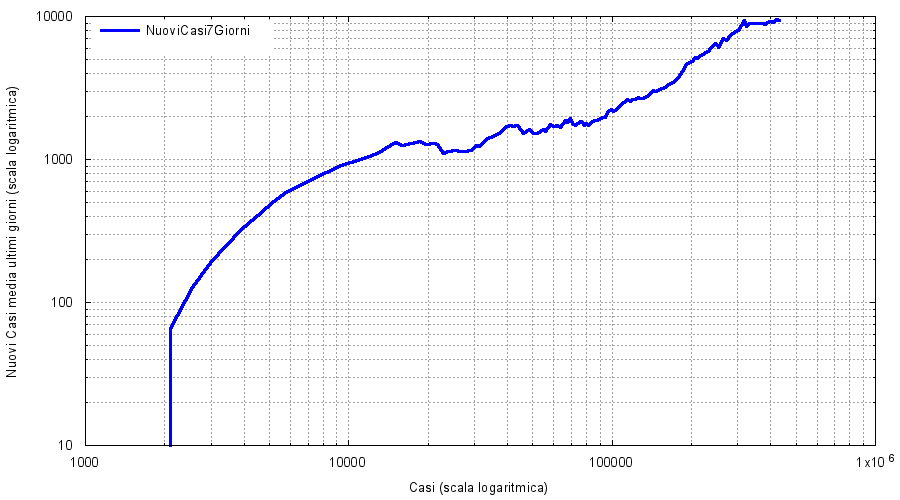 10000
NuoviCasi7Giorni
1000
100
10
1000
10000
100000
1x10 6
Nuovi Casi media ultimi giorni (scala logaritmica)
Casi (scala logaritmica)